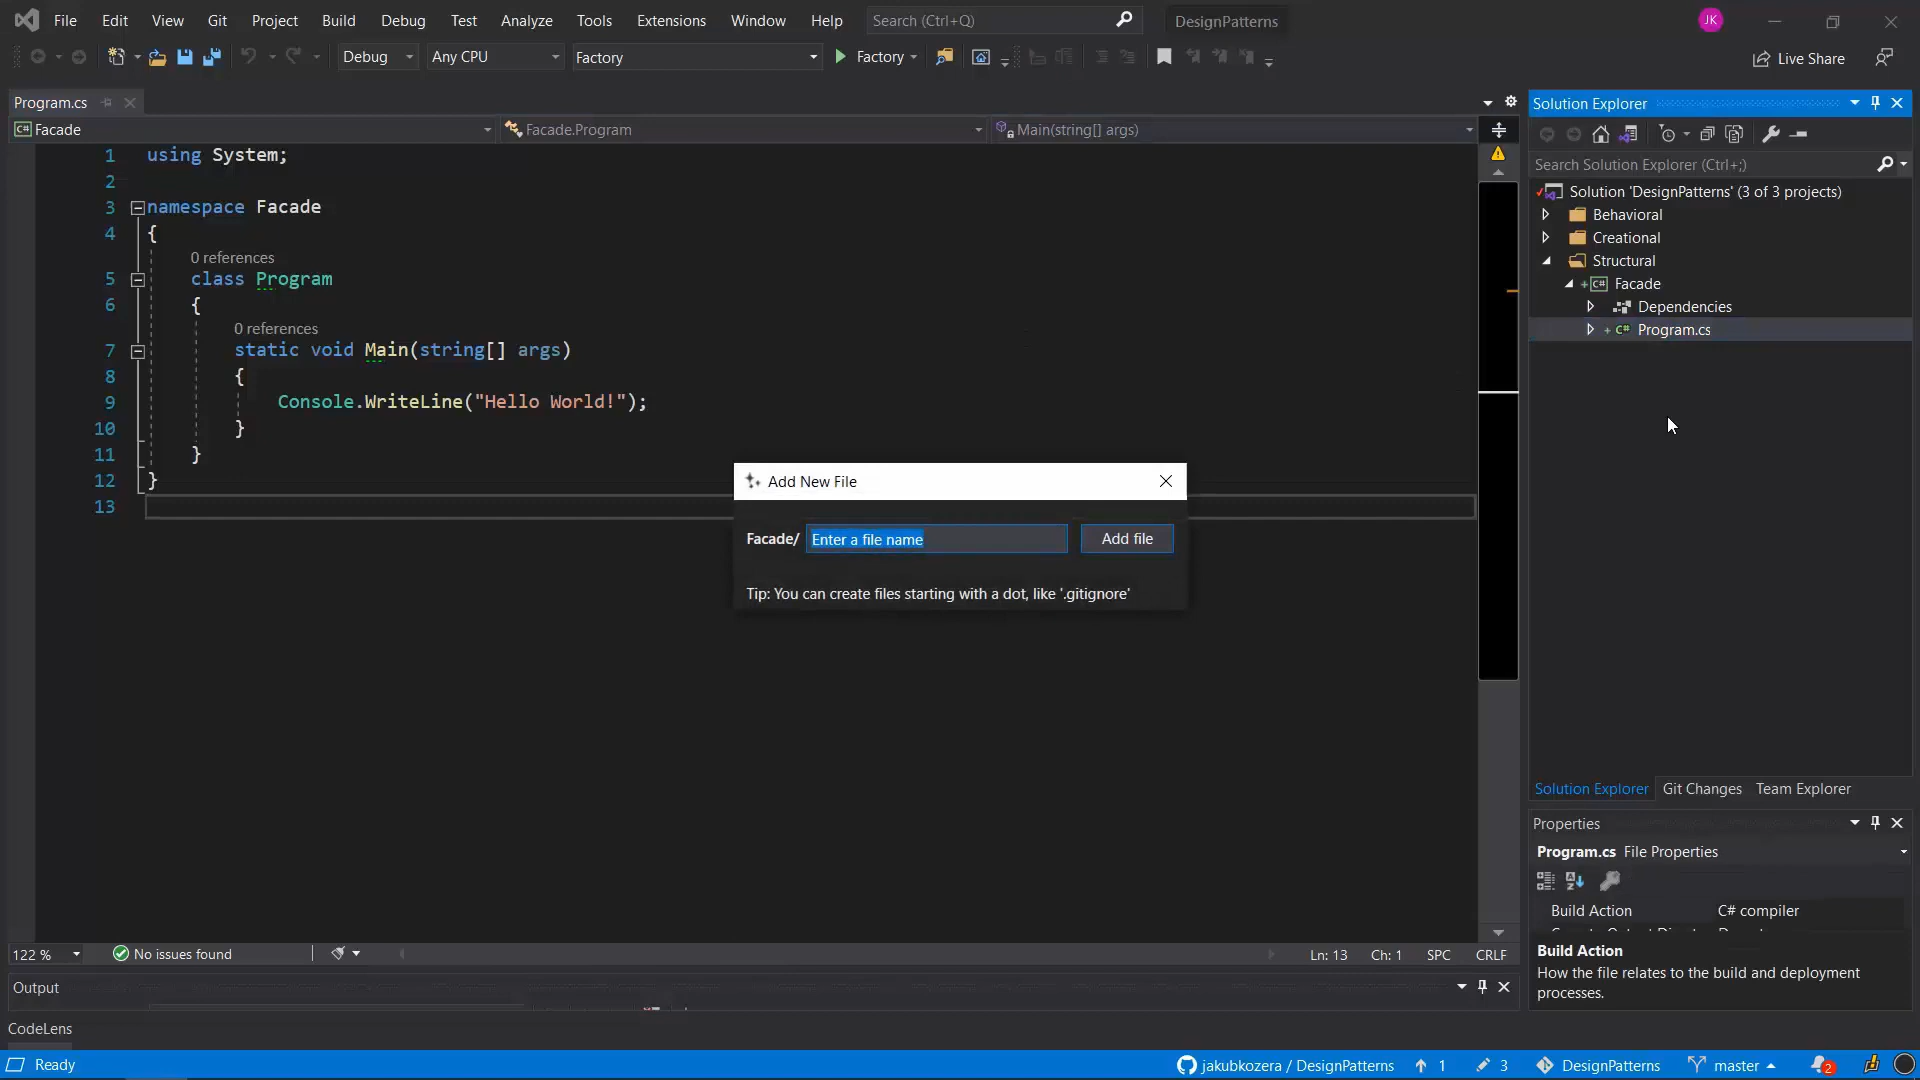 File Edit View Git Project Build Debug Test Analyze Tools Extensions Window Help Search (Ctrl+Q) DesignPatterns JK
Debug Any CPU Factory Factory Live Share
Program.cs
Facade Facade.Program Main(string[] args)
1 using System;
2
3 namespace Facade
4 {
0 references
5 class Program
6 {
0 references
7 static void Main(string[] args)
8 {
9 Console.WriteLine("Hello World!");
10 }
11 }
12 }
13
Add New File
Facade/ Enter a file name Add file
Tip: You can create files starting with a dot, like '.gitignore'
Solution Explorer
Search Solution Explorer (Ctrl+;)
Solution 'DesignPatterns' (3 of 3 projects)
Behavioral
Creational
Structural
C# Facade
Dependencies
C# Program.cs
Solution Explorer Git Changes Team Explorer
Properties
Program.cs File Properties
Build Action C# compiler
Build Action
How the file relates to the build and deployment
processes.
122 % No issues found Ln: 13 Ch: 1 SPC CRLF
Output
CodeLens
Ready jakubkozera / DesignPatterns 1 3 DesignPatterns master 2